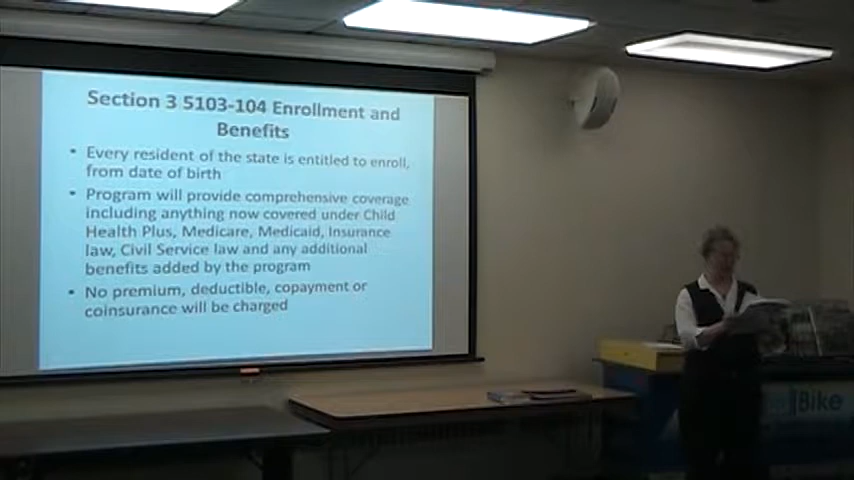 Section 3 5103-104 Enrollment and
Benefits
• Every resident of the state is entitled to enroll,
from date of birth
• Program will provide comprehensive coverage
including anything now covered under Child
Health Plus, Medicare, Medicaid, Insurance
law, Civil Service law and any additional
benefits added by the program
• No premium, deductible, copayment or
coinsurance will be charged
Bike